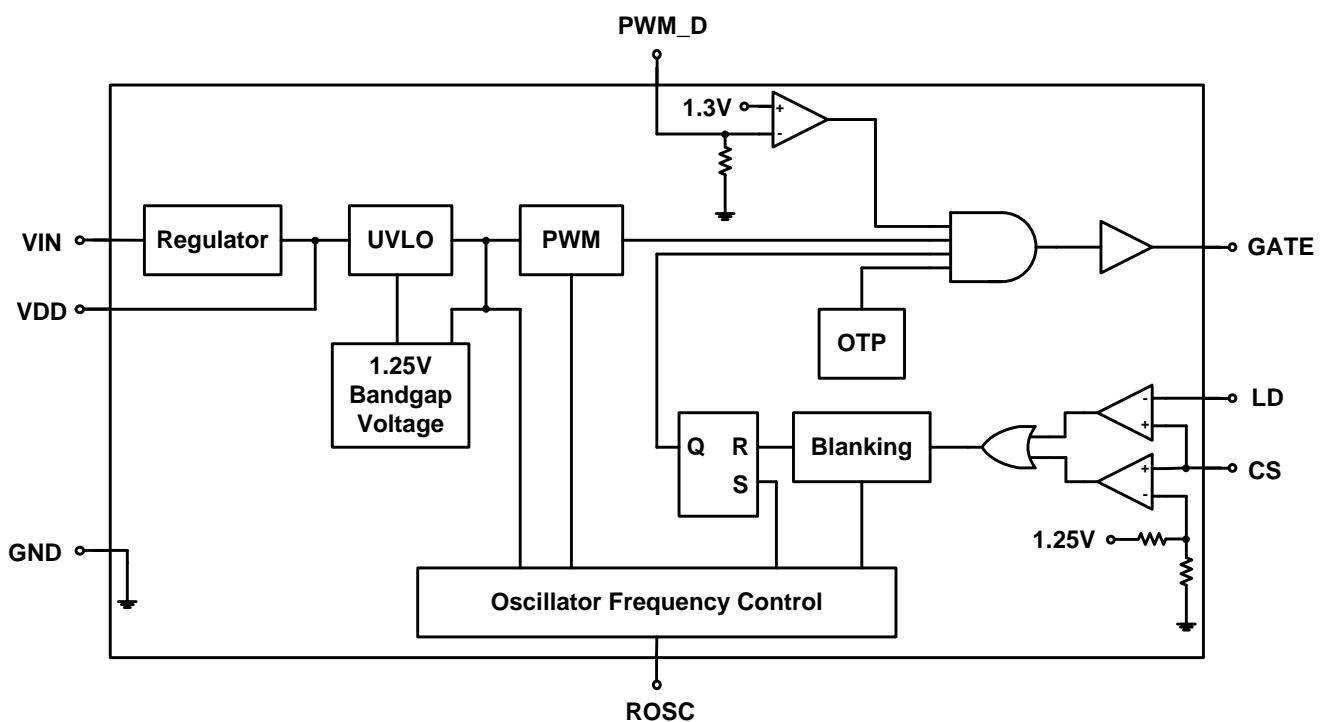 PWM_D
1.3V
+
-
VIN
Regulator
UVLO
PWM
GATE
VDD
OTP
1.25V
Bandgap
Voltage
LD
-
+
Q
R
S
Blanking
CS
+
-
1.25V
GND
Oscillator Frequency Control
ROSC